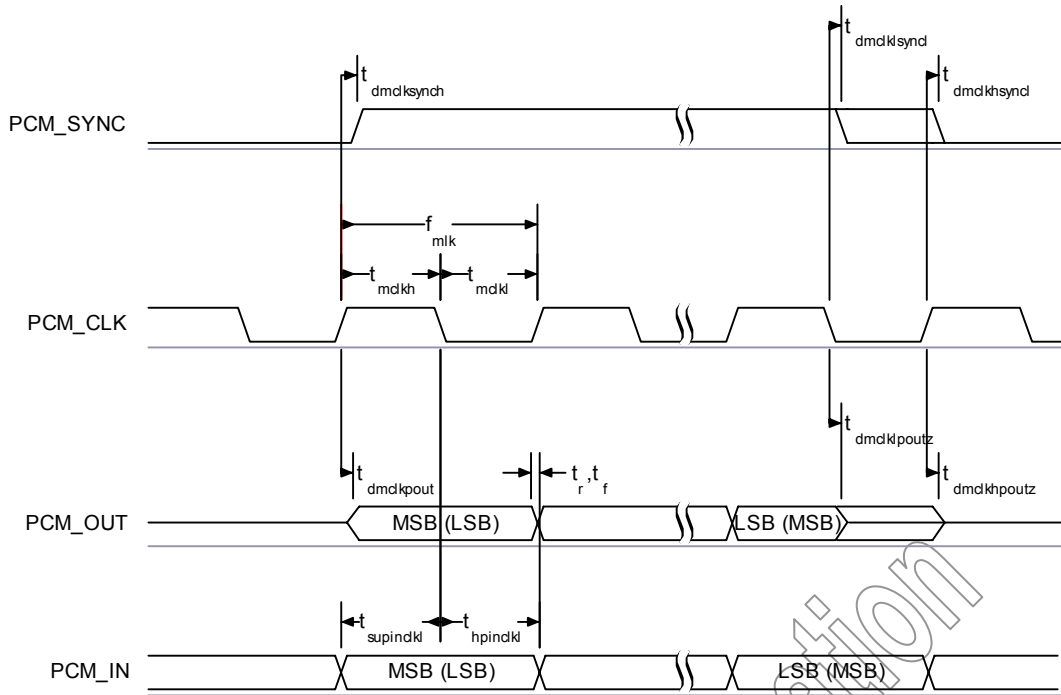 t dmclklsyncl
t dmclksynch
t dmclkhsyncl
PCM_SYNC
f mlk
t mclkh
t mclkl
PCM_CLK
t dmclklpoutz
t dmclkpout
t r ,t f
t dmclkhpoutz
PCM_OUT
MSB (LSB)
LSB (MSB)
t supinclkl
t hpinclkl
PCM_IN
MSB (LSB)
LSB (MSB)
ation